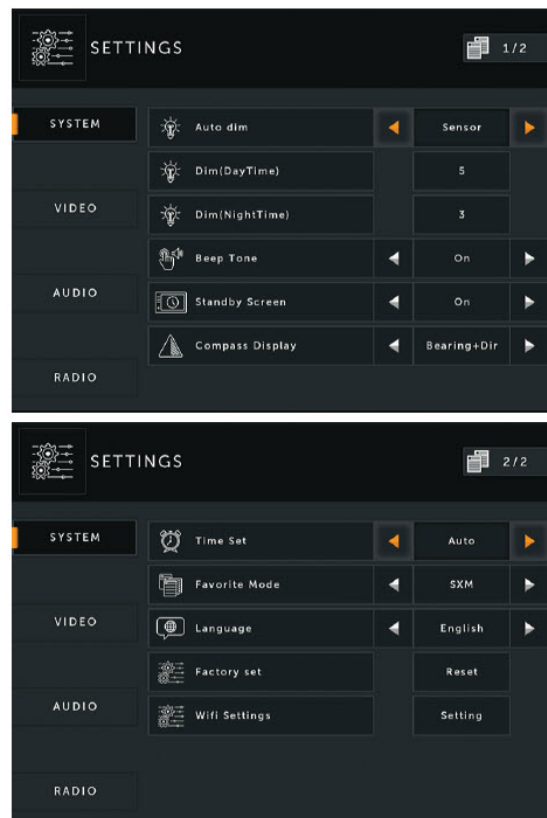 SETTINGS
1/2
SYSTEM
Auto dim
Sensor
Dim(DayTime)
5
VIDEO
Dim(NightTime)
3
Beep Tone
On
AUDIO
Standby Screen
On
Compass Display
Bearing+Dir
RADIO
SETTINGS
2/2
SYSTEM
Time Set
Auto
Favorite Mode
SXM
VIDEO
Language
English
Factory set
Reset
AUDIO
Wifi Settings
Setting
RADIO